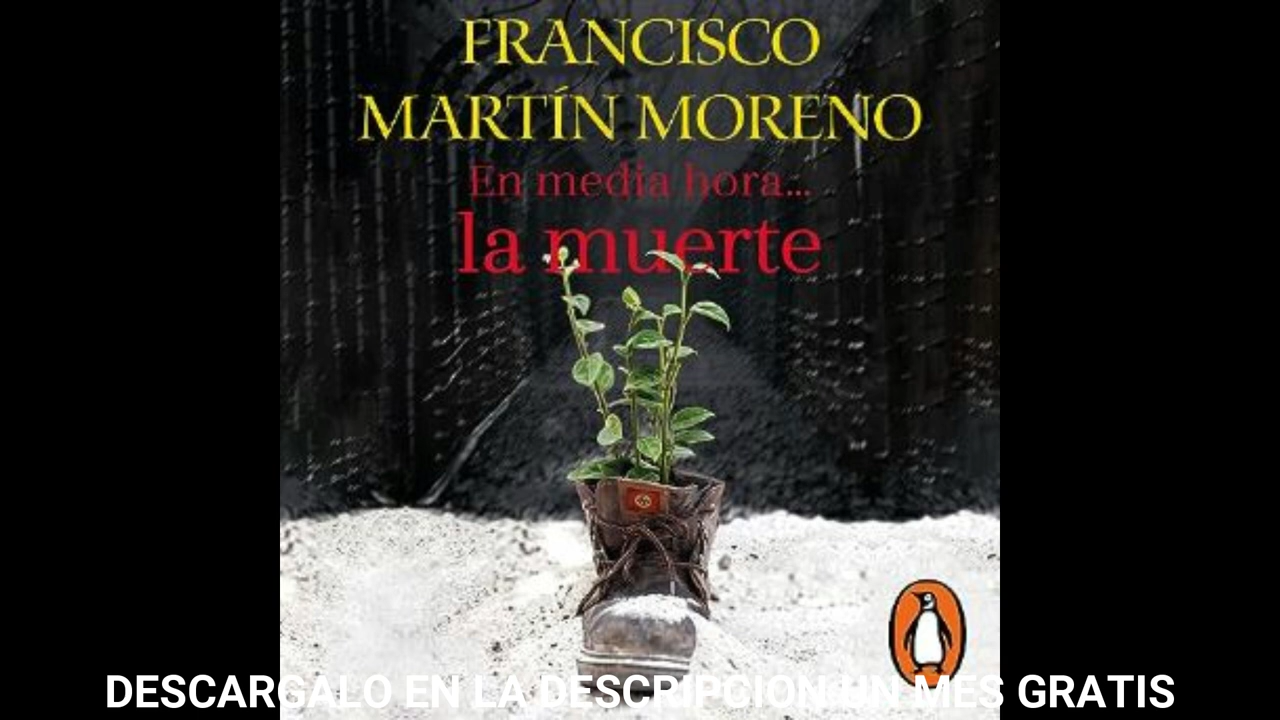 FRANCISCO
MARTÍN MORENO
En media hora...
la muerte
DESCARGALO EN LA DESCRIPCION UN MES GRATIS